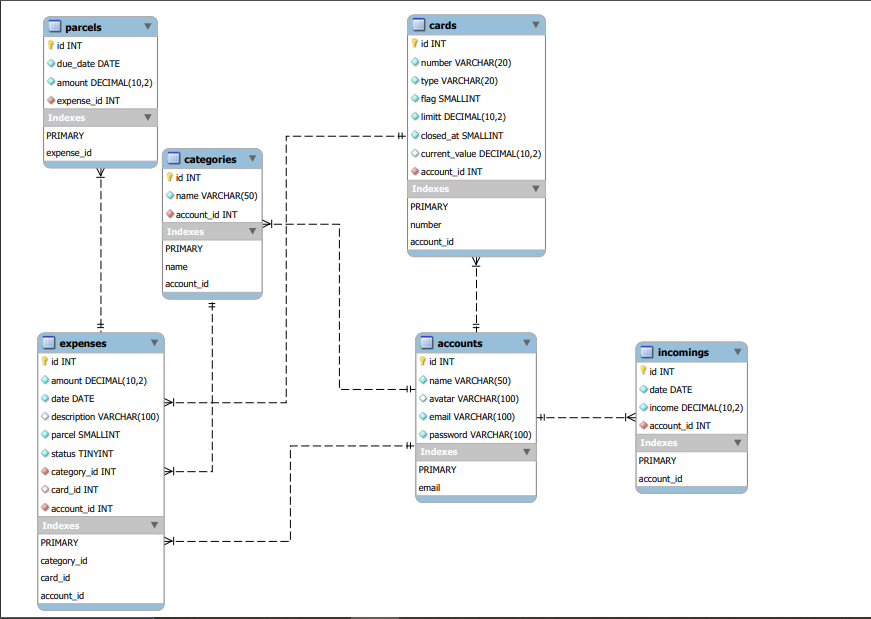 parcels
id INT
due_date DATE
amount DECIMAL(10,2)
expense_id INT
Indexes
PRIMARY
expense_id
categories
id INT
name VARCHAR(50)
account_id INT
Indexes
PRIMARY
name
account_id
cards
id INT
number VARCHAR(20)
type VARCHAR(20)
flag SMALLINT
limitt DECIMAL(10,2)
closed_at SMALLINT
current_value DECIMAL(10,2)
account_id INT
Indexes
PRIMARY
number
account_id
expenses
id INT
amount DECIMAL(10,2)
date DATE
description VARCHAR(100)
parcel SMALLINT
status TINYINT
category_id INT
card_id INT
account_id INT
Indexes
PRIMARY
category_id
card_id
account_id
accounts
id INT
name VARCHAR(50)
avatar VARCHAR(100)
email VARCHAR(100)
password VARCHAR(100)
Indexes
PRIMARY
email
incomings
id INT
date DATE
income DECIMAL(10,2)
account_id INT
Indexes
PRIMARY
account_id